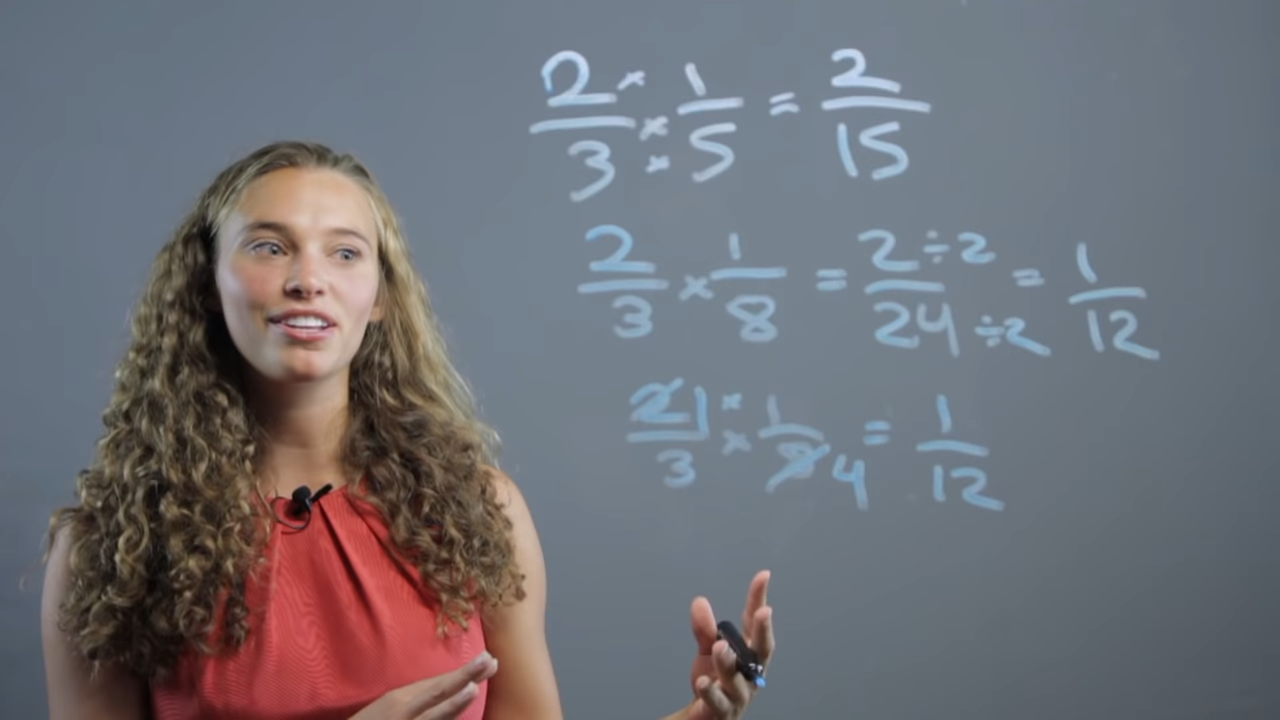 2/3 × 1/5 = 2/15
2/3 × 1/8 = 2÷2/24÷2 = 1/12
2 1/3 × 1/8 4 = 1/12